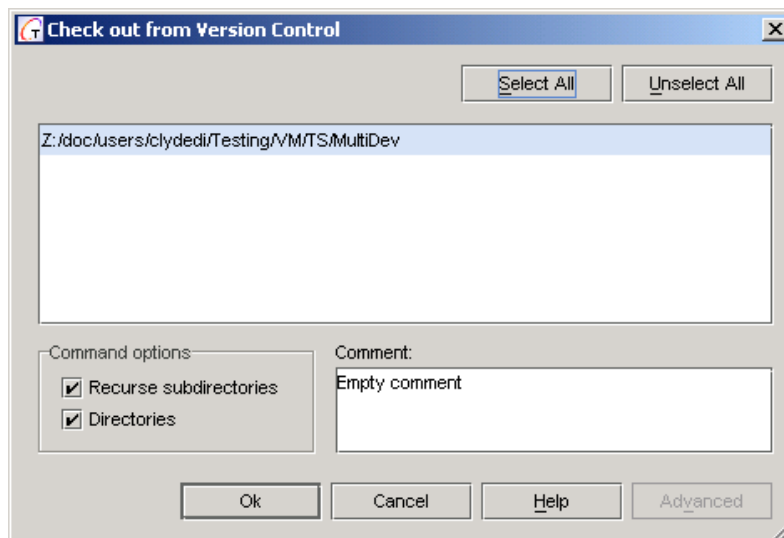 Check out from Version Control
Select All
Unselect All
Z:/doc/users/clydedi/Testing/VM/TS/MultiDev
Command options
Recurse subdirectories
Directories
Comment:
Empty comment
Ok
Cancel
Help
Advanced